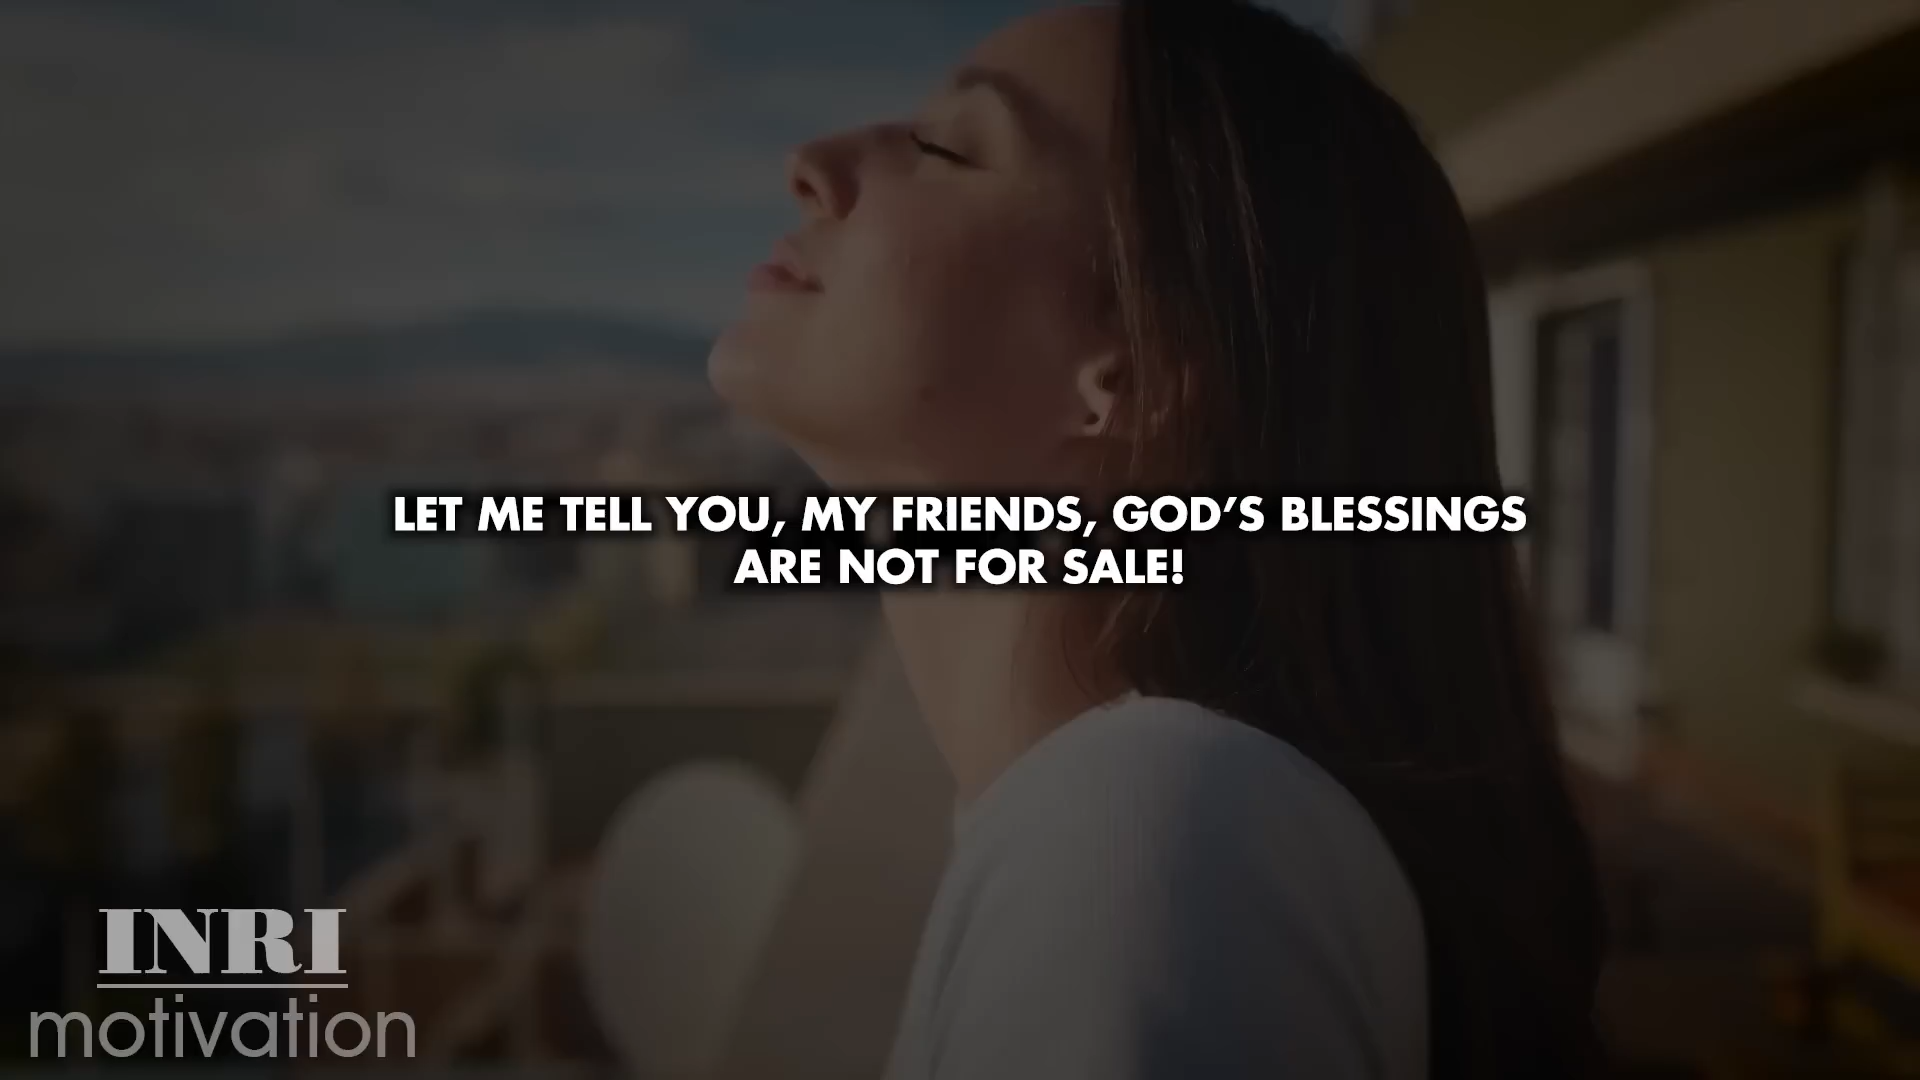 LET ME TELL YOU, MY FRIENDS, GOD'S BLESSINGS
ARE NOT FOR SALE!
INRI
motivation